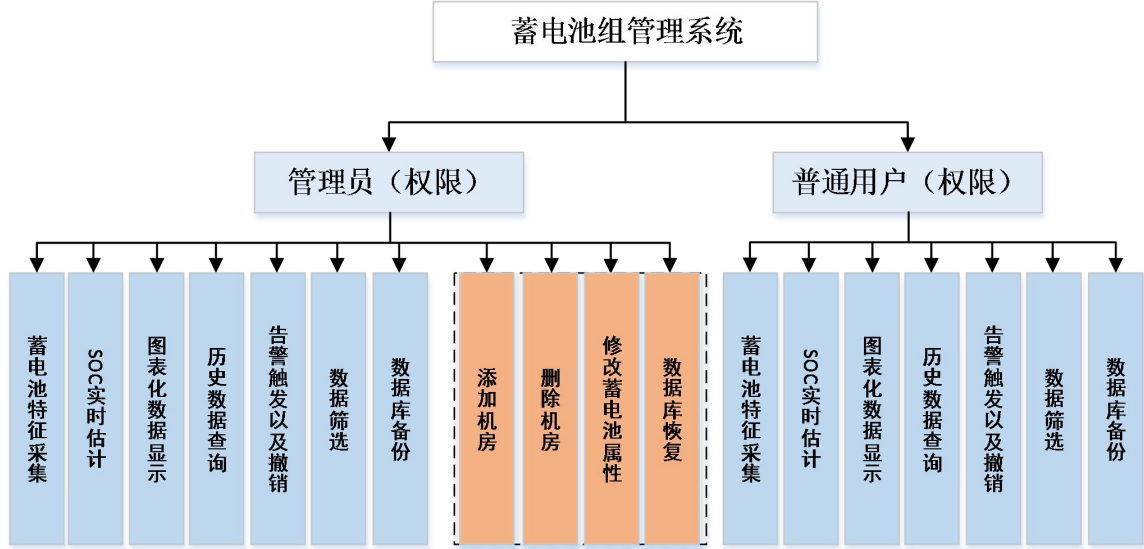 蓄电池组管理系统
管理员（权限）
普通用户（权限）
蓄电池特征采集
SOC实时估计
图表化数据显示
历史数据查询
告警触发以及撤销
数据筛选
数据库备份
添加机房
删除机房
修改蓄电池属性
数据库恢复
蓄电池特征采集
SOC实时估计
图表化数据显示
历史数据查询
告警触发以及撤销
数据筛选
数据库备份